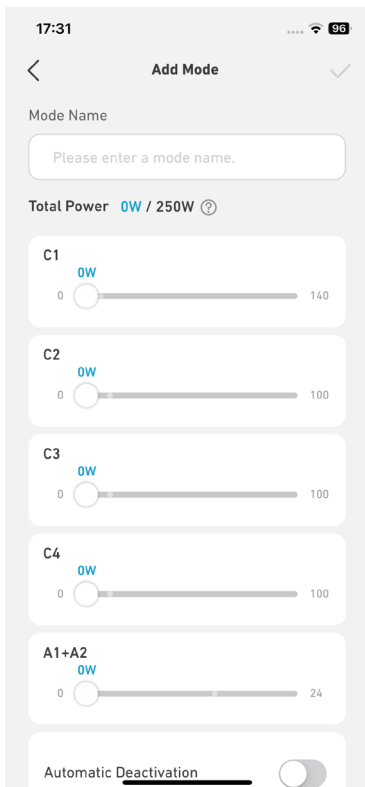 17:31
96
Add Mode
Mode Name
Please enter a mode name.
Total Power 0W / 250W ?
C1
0W
0 140
C2
0W
0 100
C3
0W
0 100
C4
0W
0 100
A1+A2
0W
0 24
Automatic Deactivation